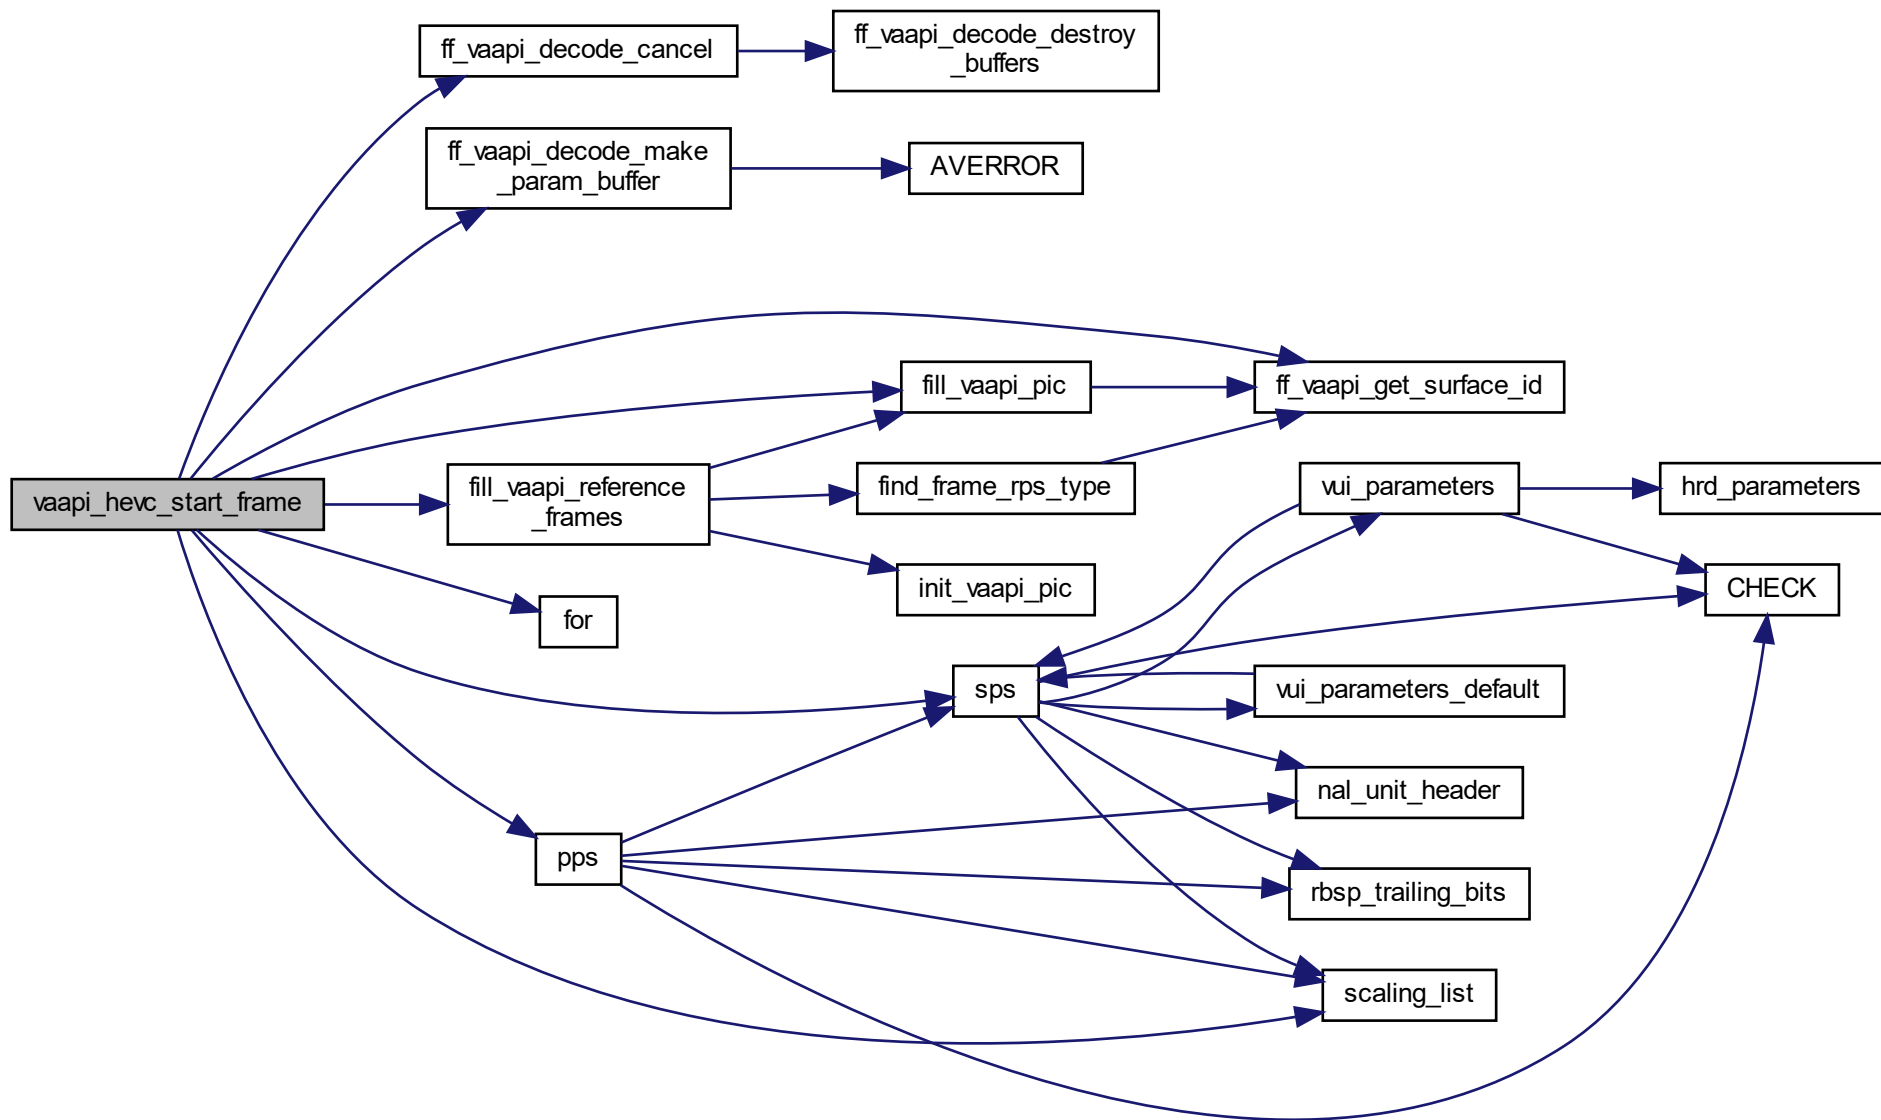 ff_vaapi_decode_cancel
ff_vaapi_decode_destroy
_buffers
ff_vaapi_decode_make
_param_buffer
AVERROR
fill_vaapi_pic
ff_vaapi_get_surface_id
vaapi_hevc_start_frame
fill_vaapi_reference
_frames
find_frame_rps_type
vui_parameters
hrd_parameters
init_vaapi_pic
CHECK
for
sps
vui_parameters_default
nal_unit_header
pps
rbsp_trailing_bits
scaling_list